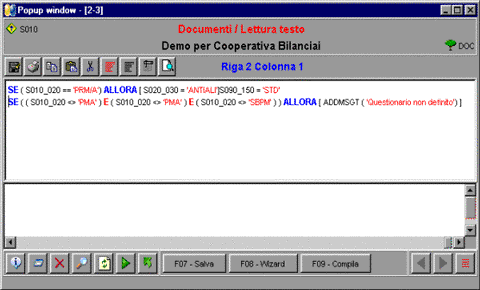 Popup window - [2-3]
S010
Documenti / Lettura testo
Demo per Cooperativa Bilanciai
DOC
Riga 2 Colonna 1
SE ( S010_020 == 'PRM/A') ALLORA [ S020_030 = 'ANTIALI']S090_150 = 'STD'
SE ( ( S010_020 <> 'PMA' ) E ( S010_020 <> 'PMA' ) E ( S010_020 <> 'SBPM' ) ) ALLORA [ ADDMSGT ( 'Questionario non definito') ]
F07 - Salva
F08 - Wizard
F09 - Compila